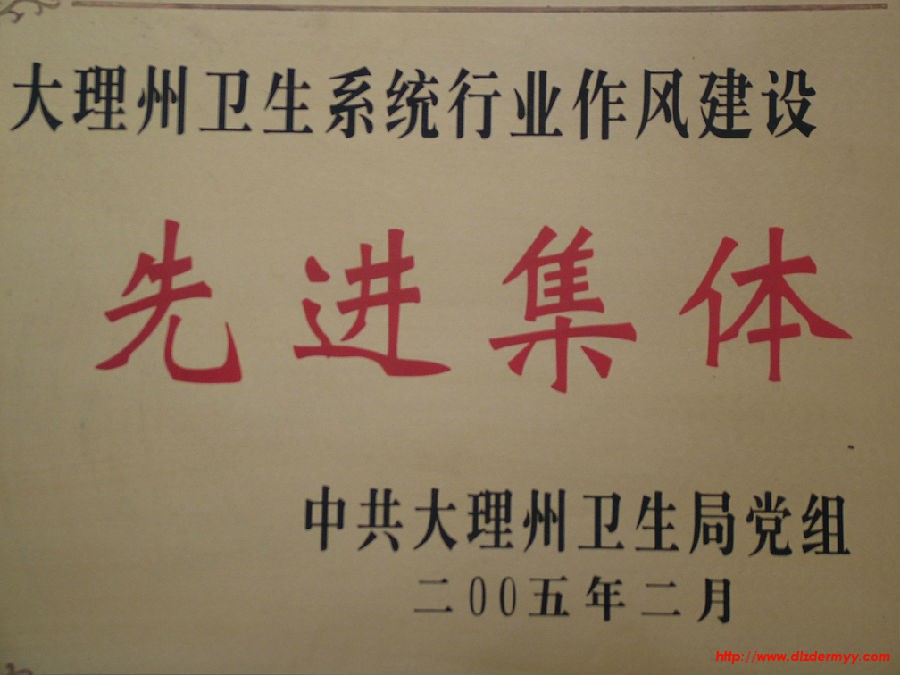 大理州卫生系统行业作风建设
先进集体
中共大理州卫生局党组
二00五年二月
http://www.dlzdermyy.com